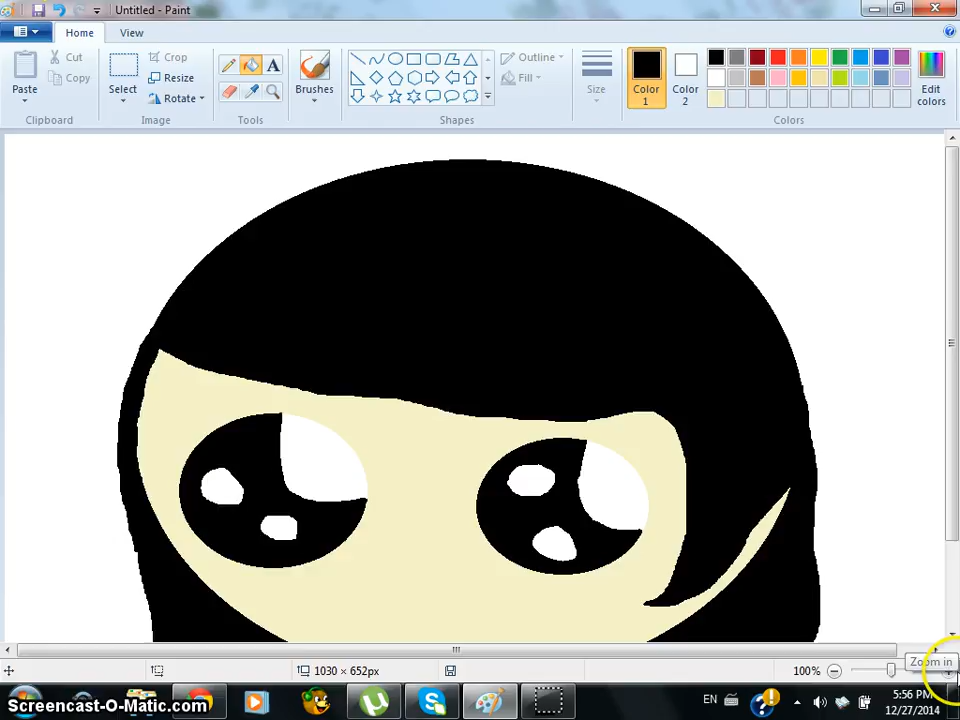 Untitled - Paint
Home View
Paste
Cut
Copy
Clipboard
Select
Crop
Resize
Rotate
Image
A
Tools
Brushes
Outline
Fill
Shapes
Size
Color 1
Color 2
Edit colors
Colors
Zoom in
1030 × 652px
100%
EN
5:56 PM
12/27/2014
Screencast-O-Matic.com